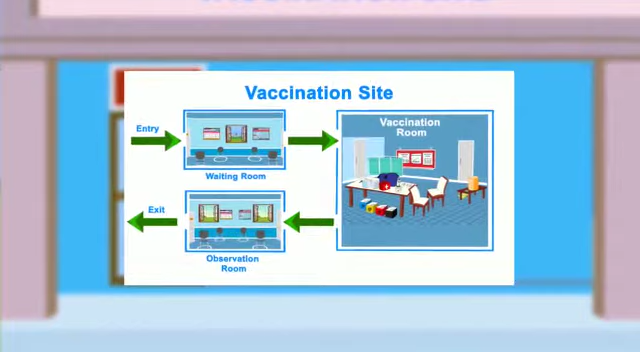 Vaccination Site
Entry
Waiting Room
Vaccination
Room
Exit
Observation
Room